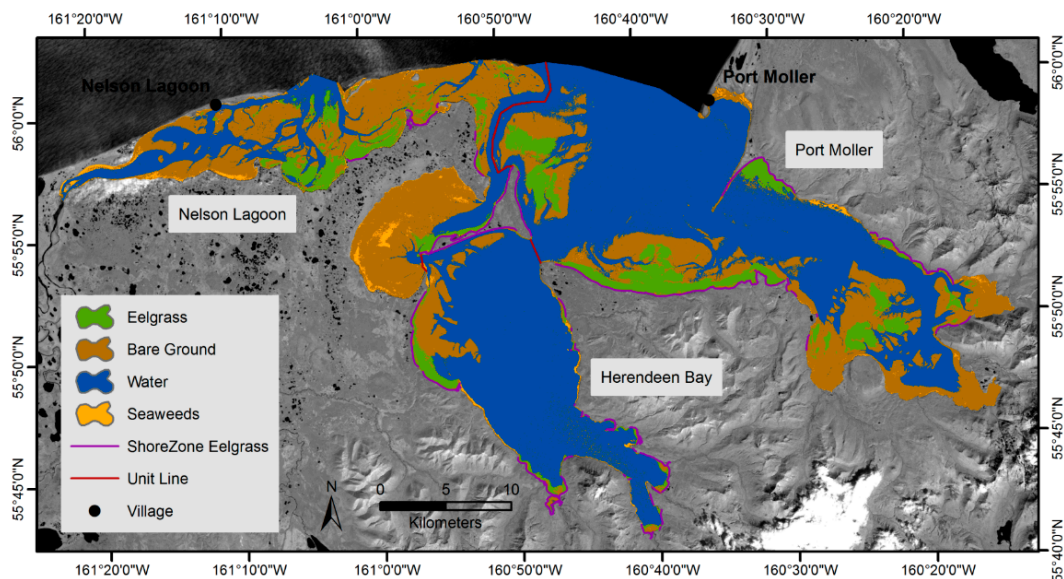 161°20'0"W 161°10'0"W 161°0'0"W 160°50'0"W 160°40'0"W 160°30'0"W 160°20'0"W
56°0'0"N
56°0'0"N
55°55'0"N
55°55'0"N
55°50'0"N
55°50'0"N
55°45'0"N
55°45'0"N
55°40'0"N
Nelson Lagoon
Port Moller
Port Moller
Nelson Lagoon
Herendeen Bay
Eelgrass
Bare Ground
Water
Seaweeds
ShoreZone Eelgrass
Unit Line
Village
N
0 5 10
Kilometers
161°20'0"W 161°10'0"W 161°0'0"W 160°50'0"W 160°40'0"W 160°30'0"W 160°20'0"W